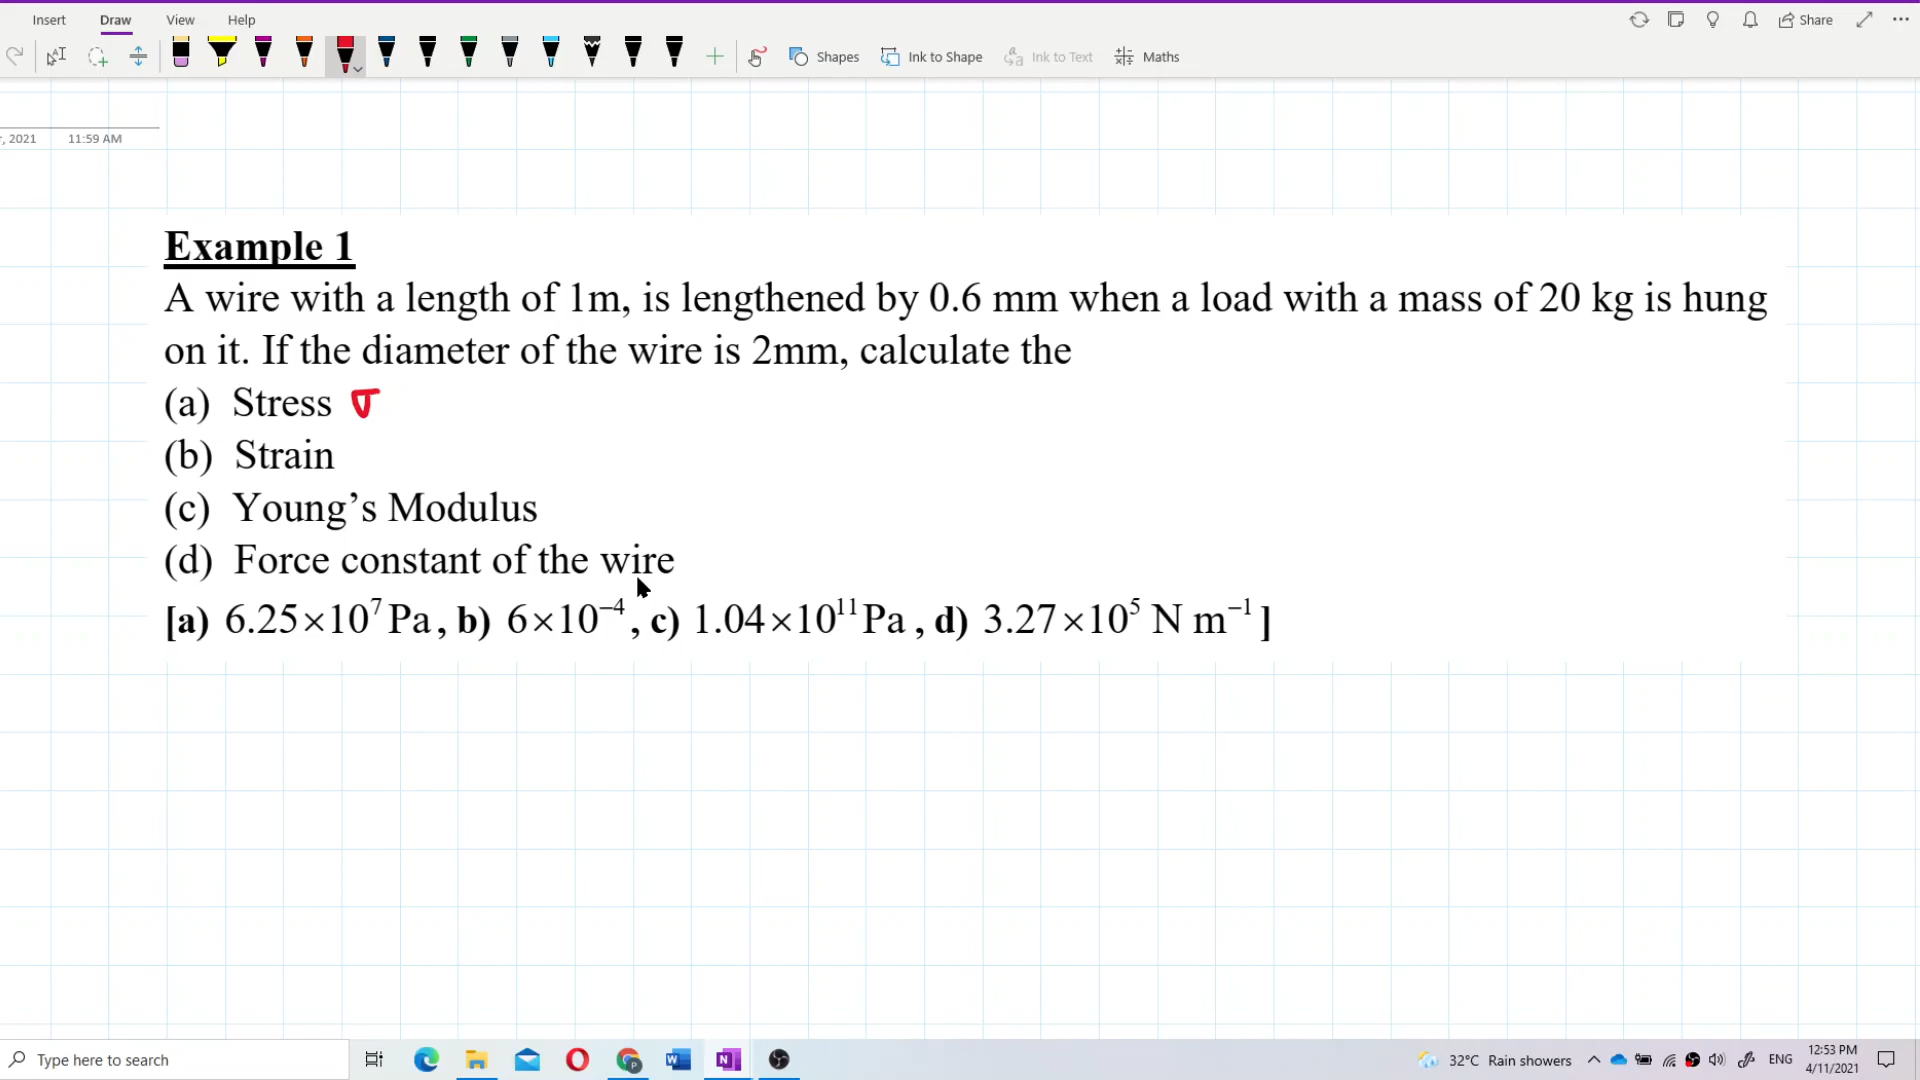 Insert Draw View Help Share
Shapes Ink to Shape Ink to Text Maths
, 2021 11:59 AM
Example 1
A wire with a length of 1m, is lengthened by 0.6 mm when a load with a mass of 20 kg is hung
on it. If the diameter of the wire is 2mm, calculate the
(a) Stress σ
(b) Strain
(c) Young’s Modulus
(d) Force constant of the wire
[a) 6.25×10⁷ Pa, b) 6×10⁻⁴, c) 1.04×10¹¹ Pa, d) 3.27×10⁵ N m⁻¹]
Type here to search 32°C Rain showers ENG 12:53 PM
4/11/2021